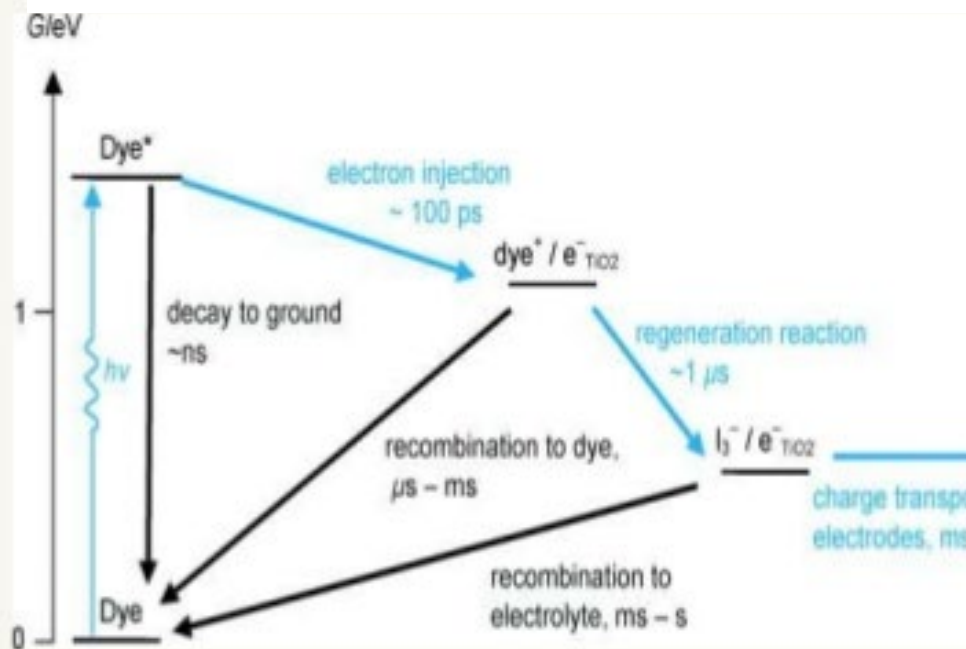 G/eV
Dye*
electron injection
~ 100 ps
dye⁺ / e⁻TiO2
1
decay to ground
~ns
hν
regeneration reaction
~1 μs
I₃⁻ / e⁻TiO2
recombination to dye,
μs – ms
charge transpo
electrodes, ms
recombination to
electrolyte, ms – s
Dye
0